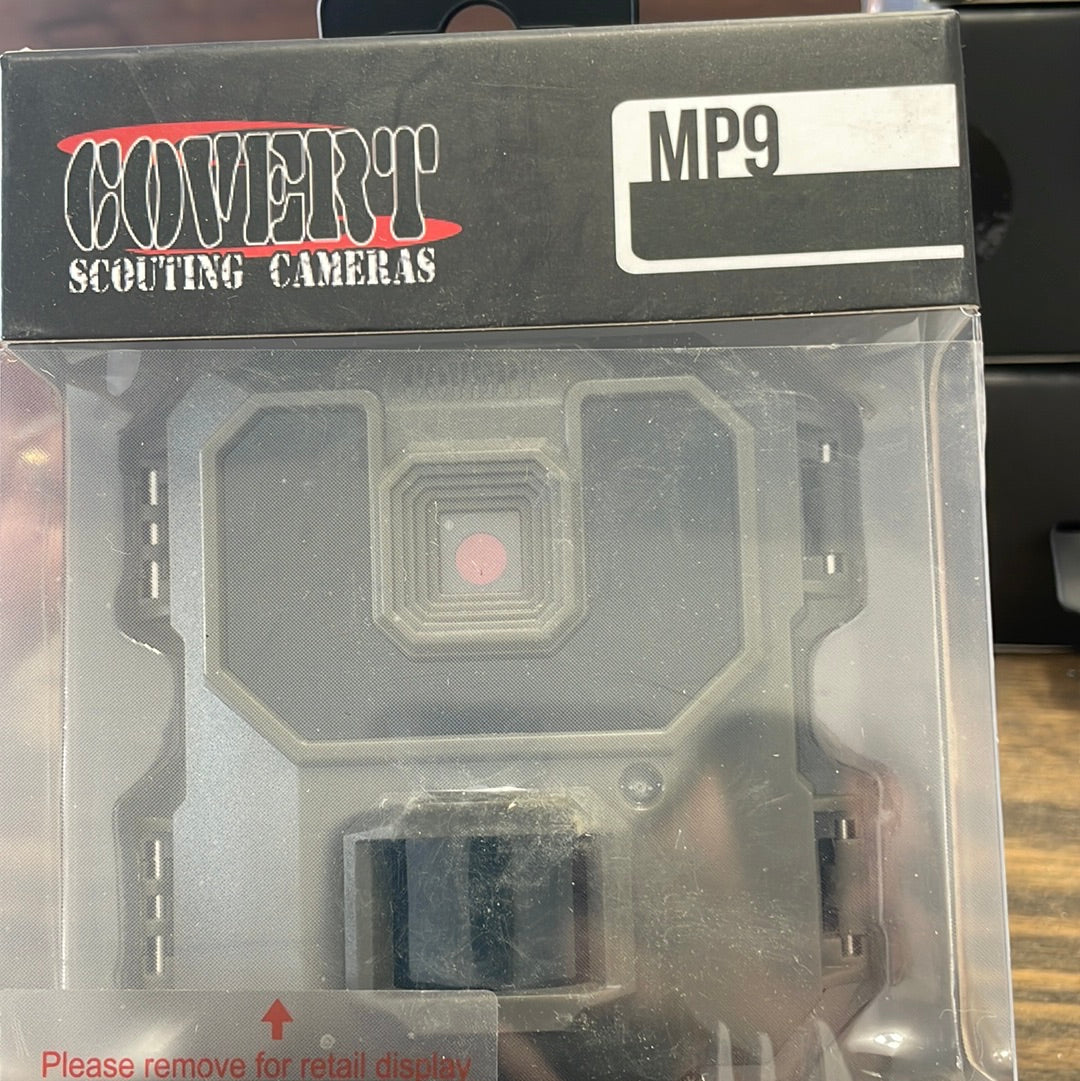 COVERT
SCOUTING CAMERAS
MP9
Please remove for retail display